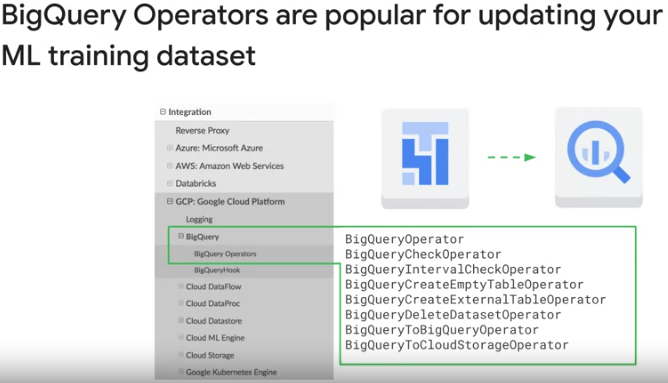 BigQuery Operators are popular for updating your
ML training dataset
Integration
Reverse Proxy
Azure: Microsoft Azure
AWS: Amazon Web Services
Databricks
GCP: Google Cloud Platform
Logging
BigQuery
BigQuery Operators
BigQueryHook
Cloud DataFlow
Cloud DataProc
Cloud Datastore
Cloud ML Engine
Cloud Storage
Google Kubernetes Engine
BigQueryOperator
BigQueryCheckOperator
BigQueryIntervalCheckOperator
BigQueryCreateEmptyTableOperator
BigQueryCreateExternalTableOperator
BigQueryDeleteDatasetOperator
BigQueryToBigQueryOperator
BigQueryToCloudStorageOperator